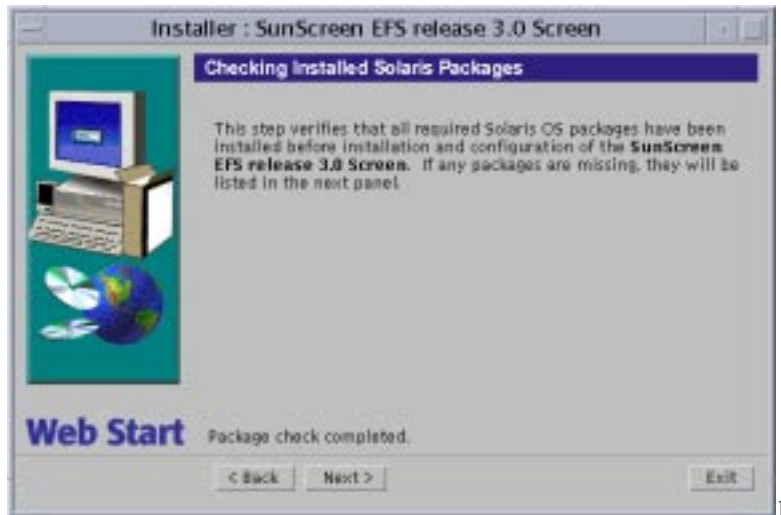 Installer : SunScreen EFS release 3.0 Screen
Checking Installed Solaris Packages
This step verifies that all required Solaris OS packages have been
installed before installation and configuration of the SunScreen
EFS release 3.0 Screen. If any packages are missing, they will be
listed in the next panel.
Web Start
Package check completed.
< Back Next > Exit